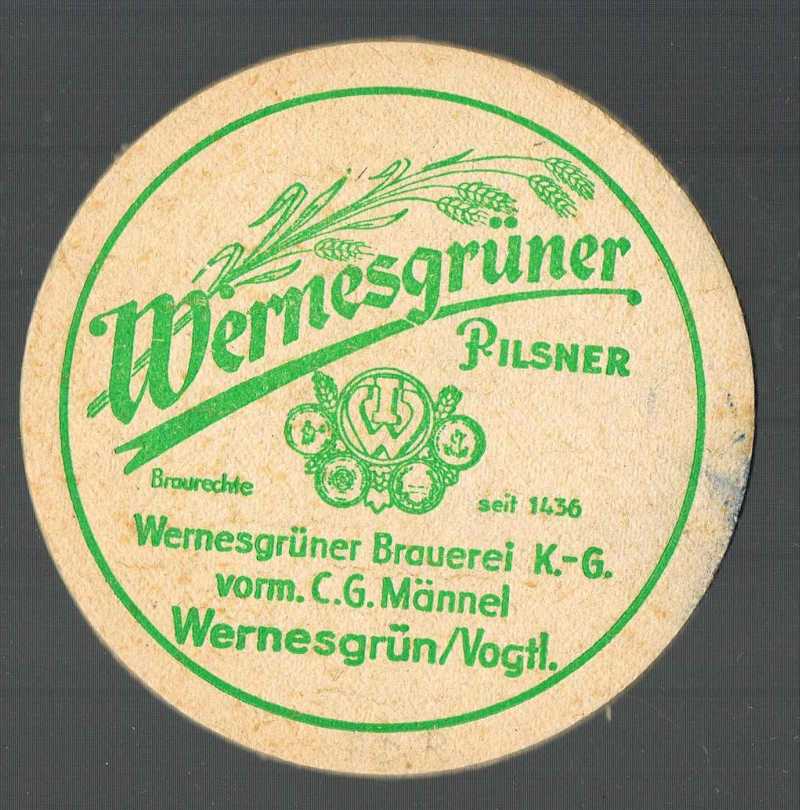 Wernesgrüner
PILSNER
Braurechte seit 1436
Wernesgrüner Brauerei K.-G.
vorm. C.G. Männel
Wernesgrün/Vogtl.